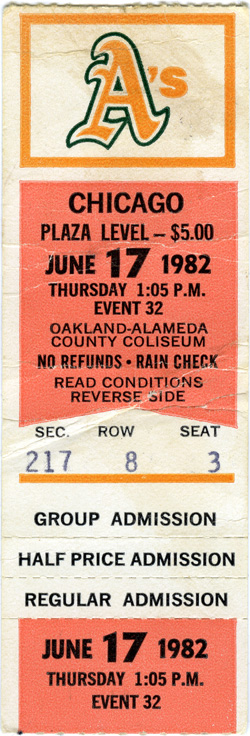 A's
CHICAGO
PLAZA LEVEL – $5.00
JUNE 17 1982
THURSDAY 1:05 P.M.
EVENT 32
OAKLAND-ALAMEDA
COUNTY COLISEUM
NO REFUNDS • RAIN CHECK
READ CONDITIONS
REVERSE SIDE
SEC. ROW SEAT
217 8 3
GROUP ADMISSION
HALF PRICE ADMISSION
REGULAR ADMISSION
JUNE 17 1982
THURSDAY 1:05 P.M.
EVENT 32